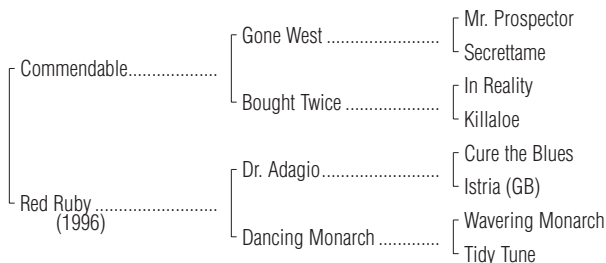 Mr. Prospector
Gone West ........................
Secrettame
Commendable...................
In Reality
Bought Twice ....................
Killaloe
Cure the Blues
Dr. Adagio.........................
Istria (GB)
Red Ruby ..........................
(1996)
Wavering Monarch
Dancing Monarch .............
Tidy Tune